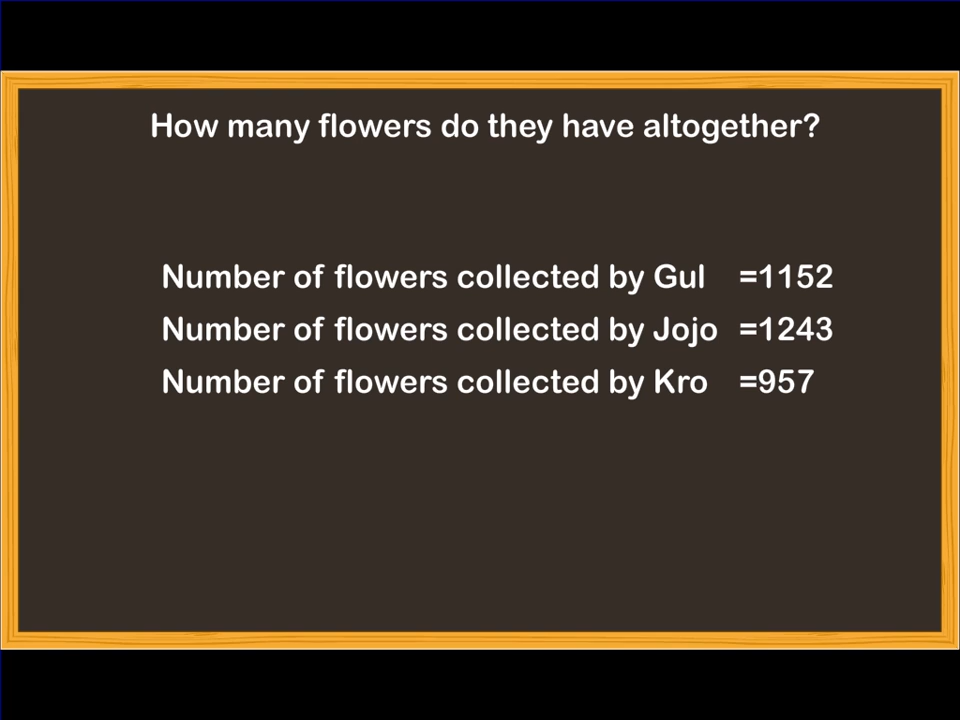 How many flowers do they have altogether?
Number of flowers collected by Gul =1152
Number of flowers collected by Jojo =1243
Number of flowers collected by Kro =957